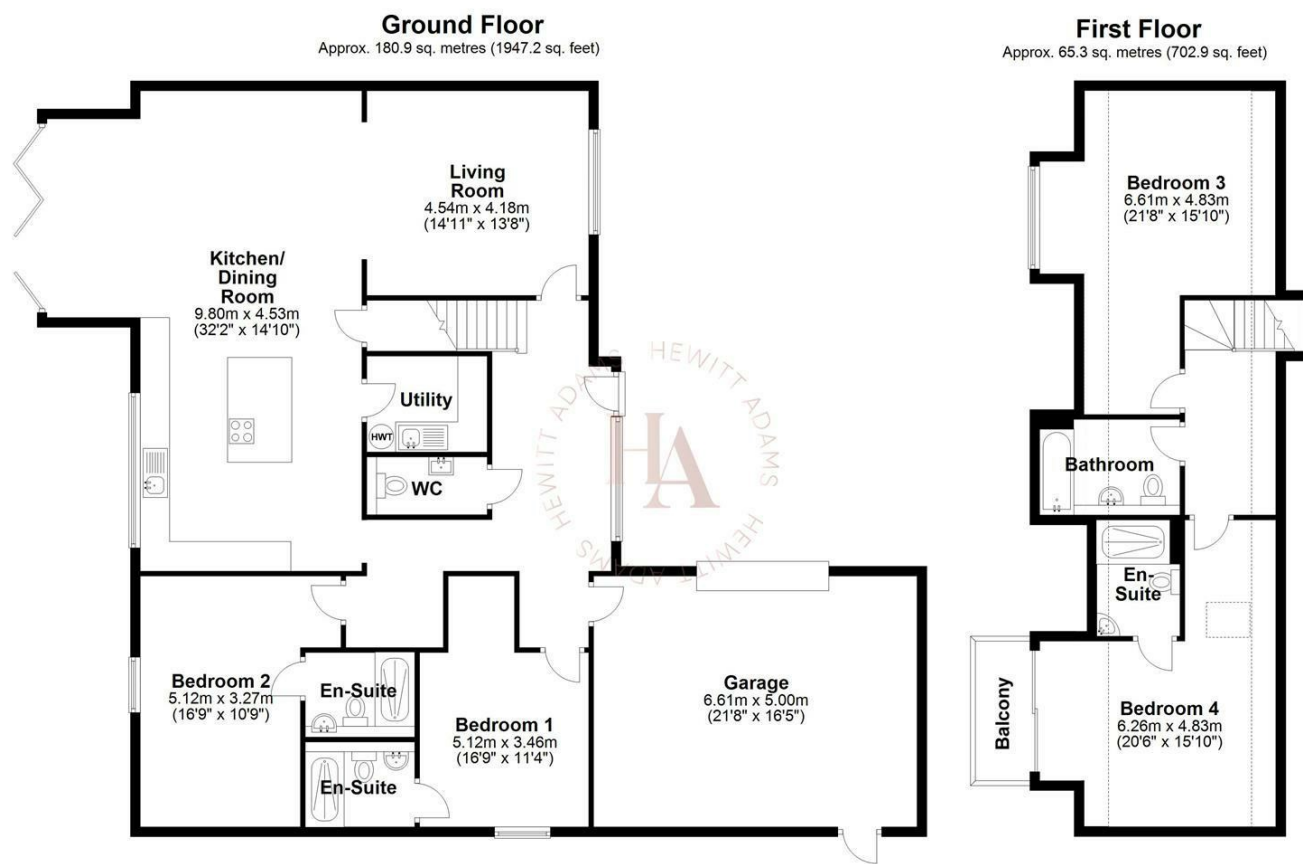 Ground Floor
Approx. 180.9 sq. metres (1947.2 sq. feet)
First Floor
Approx. 65.3 sq. metres (702.9 sq. feet)
Living
Room
4.54m x 4.18m
(14'11" x 13'8")
Kitchen/
Dining
Room
9.80m x 4.53m
(32'2" x 14'10")
Utility
HWT
WC
Bedroom 2
5.12m x 3.27m
(16'9" x 10'9")
En-Suite
En-Suite
Bedroom 1
5.12m x 3.46m
(16'9" x 11'4")
Garage
6.61m x 5.00m
(21'8" x 16'5")
HEWITT ADAMS HEWITT ADAMS HEWITT ADAMS
HA
Bedroom 3
6.61m x 4.83m
(21'8" x 15'10")
Bathroom
En-
Suite
Balcony
Bedroom 4
6.26m x 4.83m
(20'6" x 15'10")